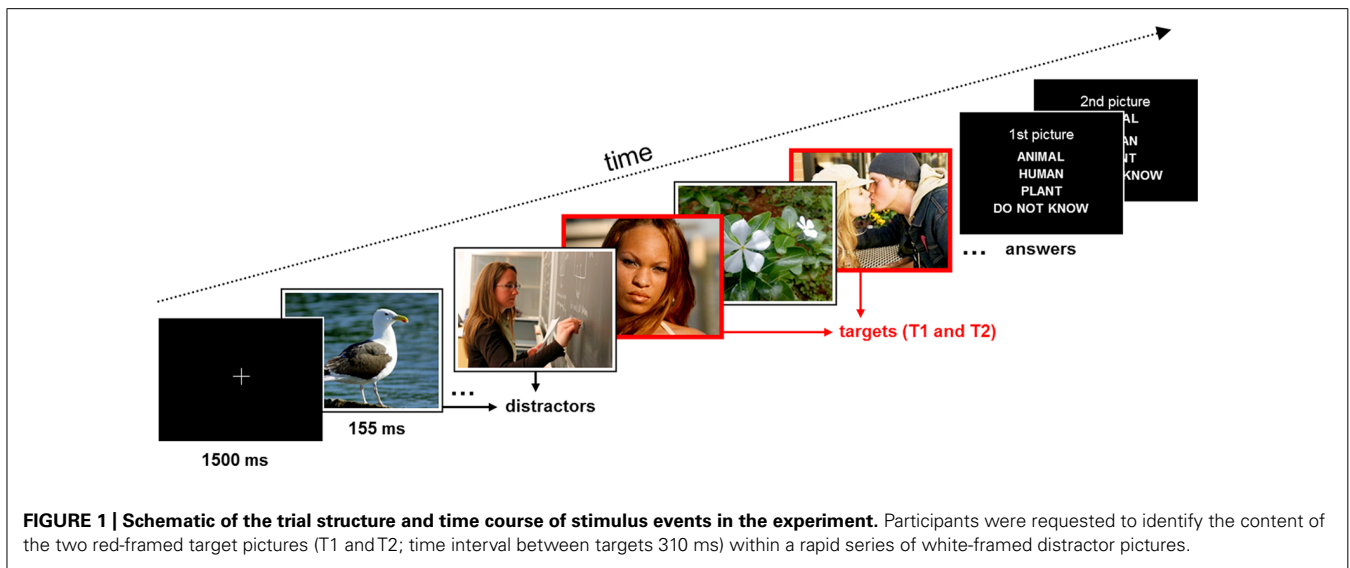 time
2nd picture
AL
AN
NT
KNOW
1st picture
ANIMAL
HUMAN
PLANT
DO NOT KNOW
... answers
targets (T1 and T2)
...
distractors
155 ms
1500 ms
FIGURE 1 | Schematic of the trial structure and time course of stimulus events in the experiment. Participants were requested to identify the content of
the two red-framed target pictures (T1 and T2; time interval between targets 310 ms) within a rapid series of white-framed distractor pictures.